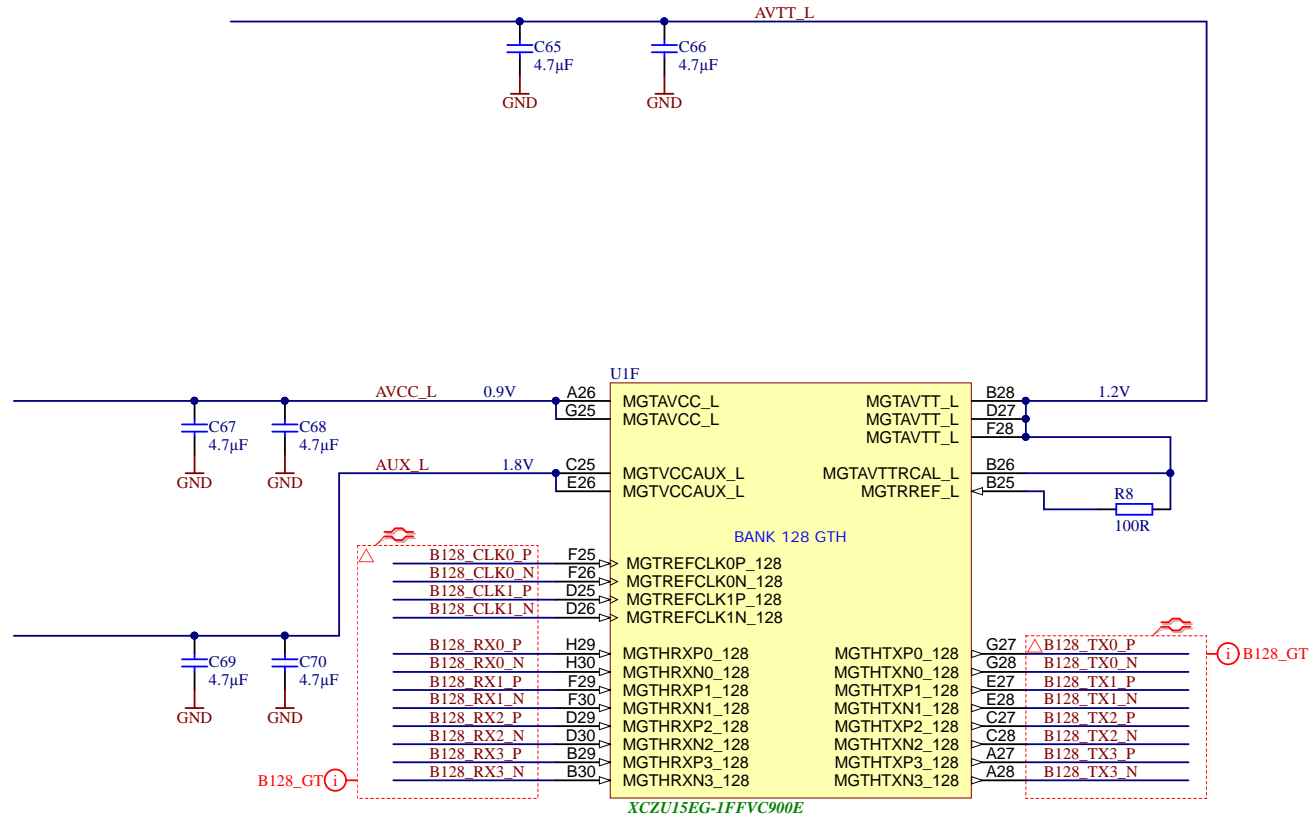 AVTT_L
C65
4.7µF
GND
C66
4.7µF
GND
U1F
AVCC_L 0.9V
A26 MGTAVCC_L
G25 MGTAVCC_L
MGTAVTT_L B28 1.2V
MGTAVTT_L D27
MGTAVTT_L F28
C67
4.7µF
GND
C68
4.7µF
GND
AUX_L 1.8V
C25 MGTVCCAUX_L
E26 MGTVCCAUX_L
MGTAVTTRCAL_L B26
MGTRREF_L B25
R8
100R
BANK 128 GTH
B128_CLK0_P F25 MGTREFCLK0P_128
B128_CLK0_N F26 MGTREFCLK0N_128
B128_CLK1_P D25 MGTREFCLK1P_128
B128_CLK1_N D26 MGTREFCLK1N_128
C69
4.7µF
GND
C70
4.7µF
GND
B128_RX0_P H29 MGTHRXP0_128
B128_RX0_N H30 MGTHRXN0_128
B128_RX1_P F29 MGTHRXP1_128
B128_RX1_N F30 MGTHRXN1_128
B128_RX2_P D29 MGTHRXP2_128
B128_RX2_N D30 MGTHRXN2_128
B128_RX3_P B29 MGTHRXP3_128
B128_RX3_N B30 MGTHRXN3_128
B128_GT i
MGTHTXP0_128 G27 B128_TX0_P
MGTHTXN0_128 G28 B128_TX0_N
MGTHTXP1_128 E27 B128_TX1_P
MGTHTXN1_128 E28 B128_TX1_N
MGTHTXP2_128 C27 B128_TX2_P
MGTHTXN2_128 C28 B128_TX2_N
MGTHTXP3_128 A27 B128_TX3_P
MGTHTXN3_128 A28 B128_TX3_N
i B128_GT
XCZU15EG-1FFVC900E